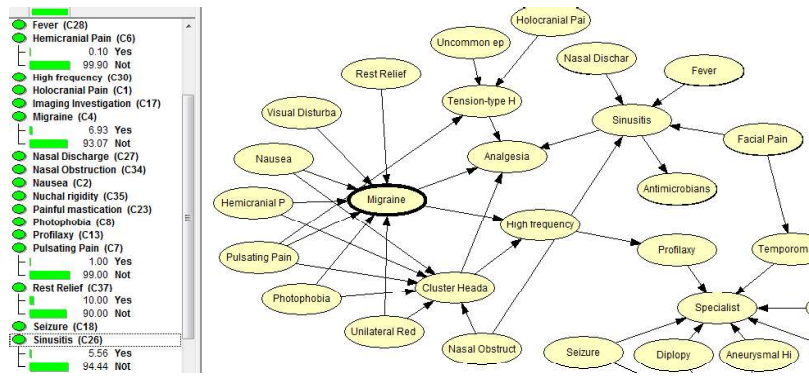 Fever (C28)
Hemicranial Pain (C6)
0.10 Yes
99.90 Not
High frequency (C30)
Holocranial Pain (C1)
Imaging Investigation (C17)
Migraine (C4)
6.93 Yes
93.07 Not
Nasal Discharge (C27)
Nasal Obstruction (C34)
Nausea (C2)
Nuchal rigidity (C35)
Painful mastication (C23)
Photophobia (C8)
Profilaxy (C13)
Pulsating Pain (C7)
1.00 Yes
99.00 Not
Rest Relief (C37)
10.00 Yes
90.00 Not
Seizure (C18)
Sinusitis (C26)
5.56 Yes
94.44 Not
Holocranial Pai
Uncommon ep
Nasal Dischar
Fever
Rest Relief
Tension-type H
Visual Disturba
Sinusitis
Facial Pain
Nausea
Analgesia
Antimicrobians
Hemicranial P
Migraine
High frequency
Pulsating Pain
Profilaxy
Temporom
Cluster Heada
Photophobia
Specialist
Unilateral Red
Nasal Obstruct
Seizure
Diplopy
Aneurysmal Hi